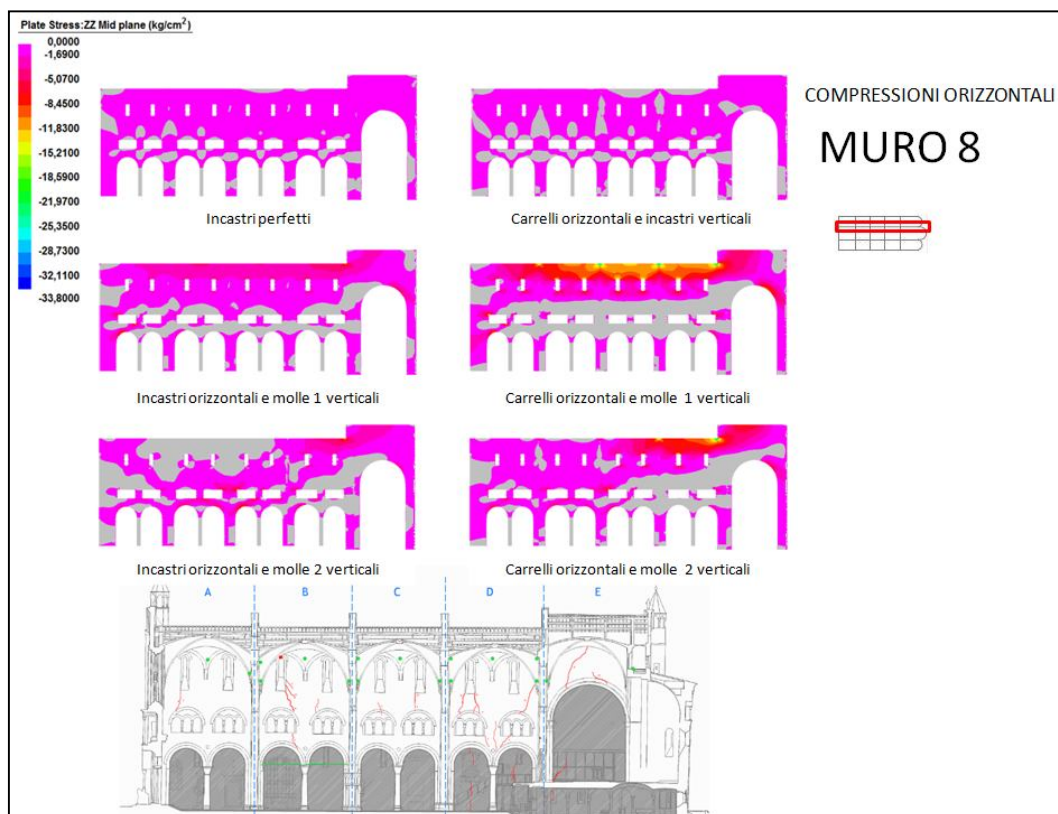 Plate Stress:ZZ Mid plane (kg/cm²)
0,0000
-1,6900
-5,0700
-8,4500
-11,8300
-15,2100
-18,5900
-21,9700
-25,3500
-28,7300
-32,1100
-33,8000
COMPRESSIONI ORIZZONTALI
MURO 8
Incastri perfetti
Carrelli orizzontali e incastri verticali
Incastri orizzontali e molle 1 verticali
Carrelli orizzontali e molle 1 verticali
Incastri orizzontali e molle 2 verticali
Carrelli orizzontali e molle 2 verticali
A B C D E